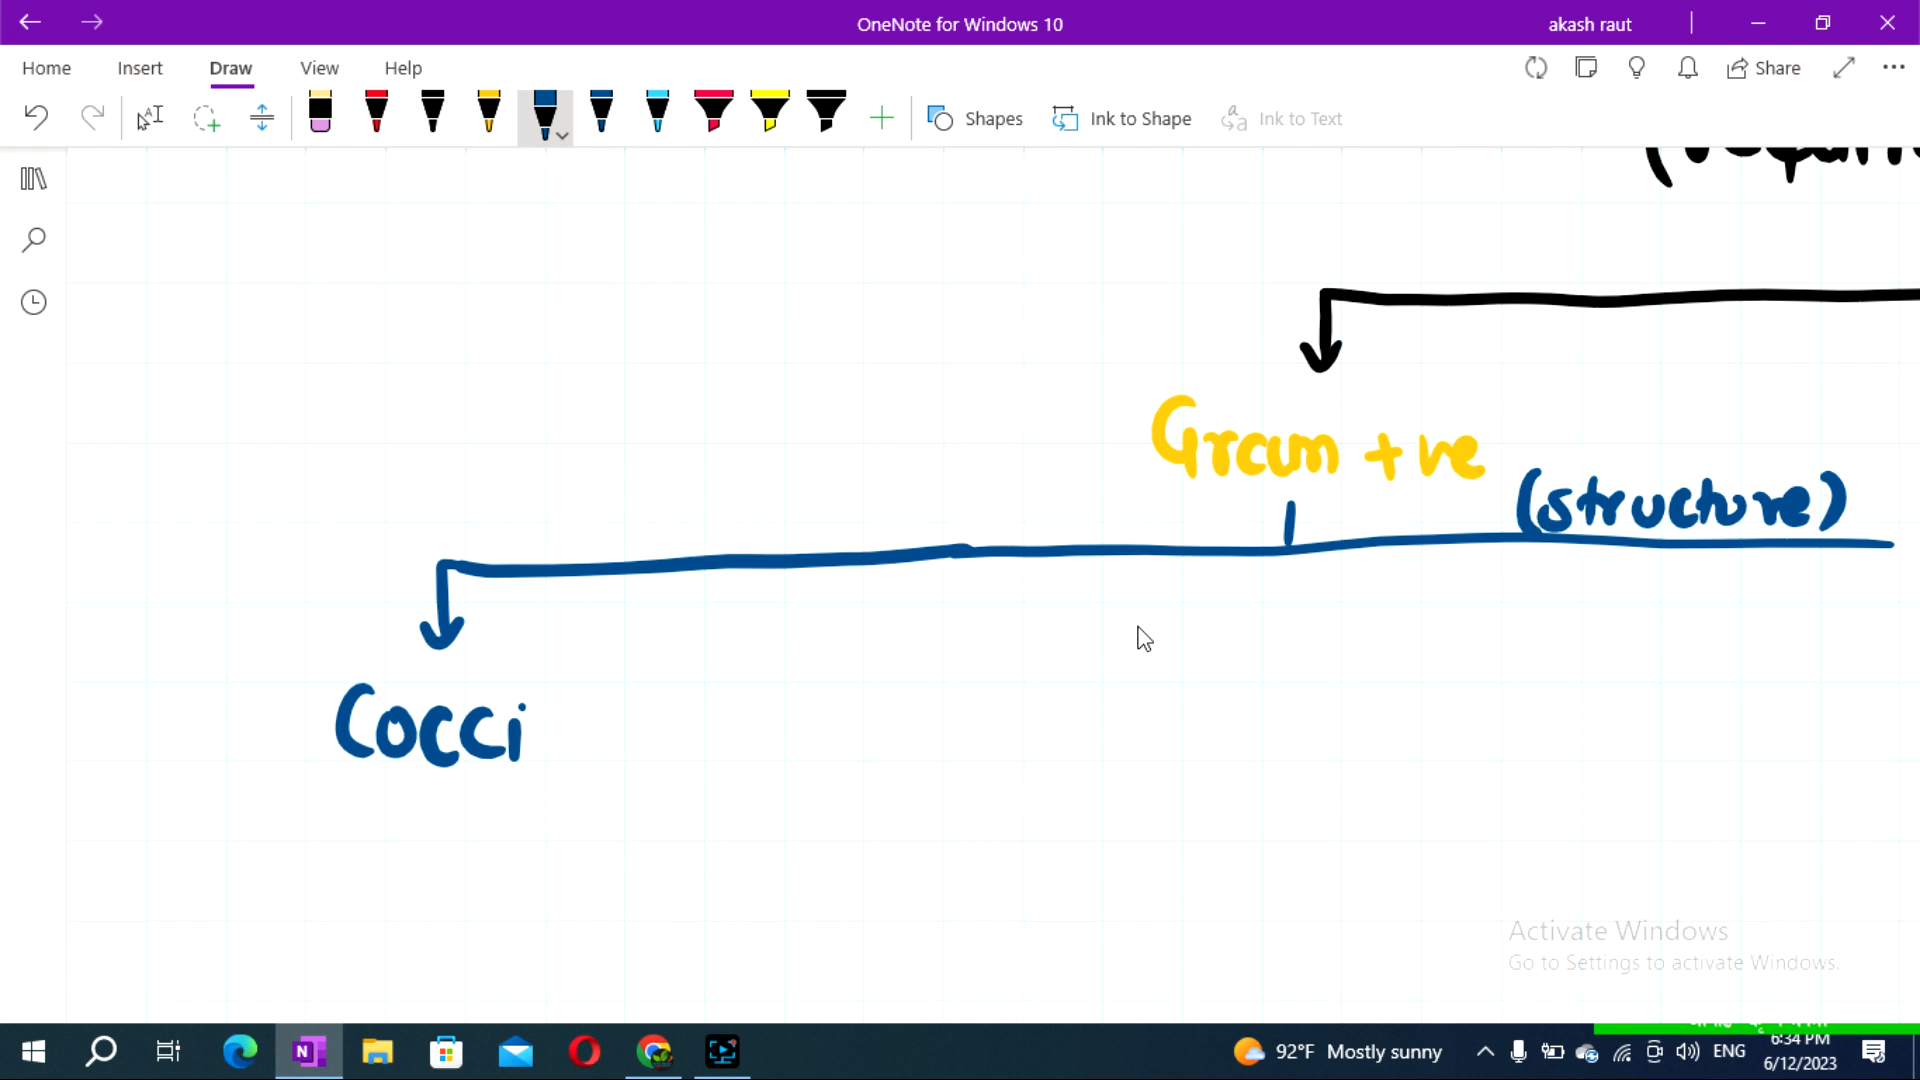 OneNote for Windows 10
akash raut
Home Insert Draw View Help
Share
Shapes
Ink to Shape
Ink to Text
Gram +ve
(structure)
Cocci
Activate Windows
Go to Settings to activate Windows.
92°F Mostly sunny
ENG
6:34 PM
6/12/2023